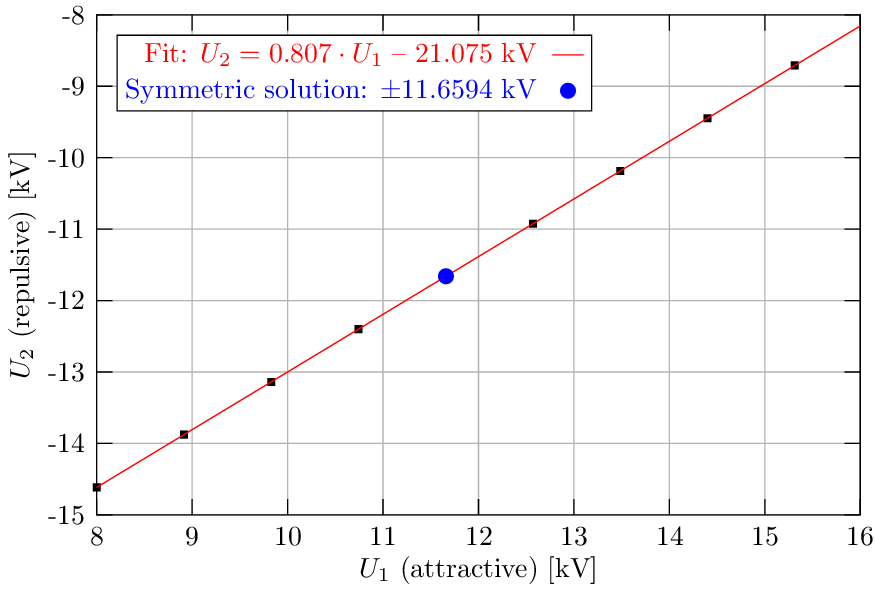 Fit: U₂ = 0.807 · U₁ – 21.075 kV
Symmetric solution: ±11.6594 kV
-8
-9
-10
-11
-12
-13
-14
-15
U₂ (repulsive) [kV]
8 9 10 11 12 13 14 15 16
U₁ (attractive) [kV]